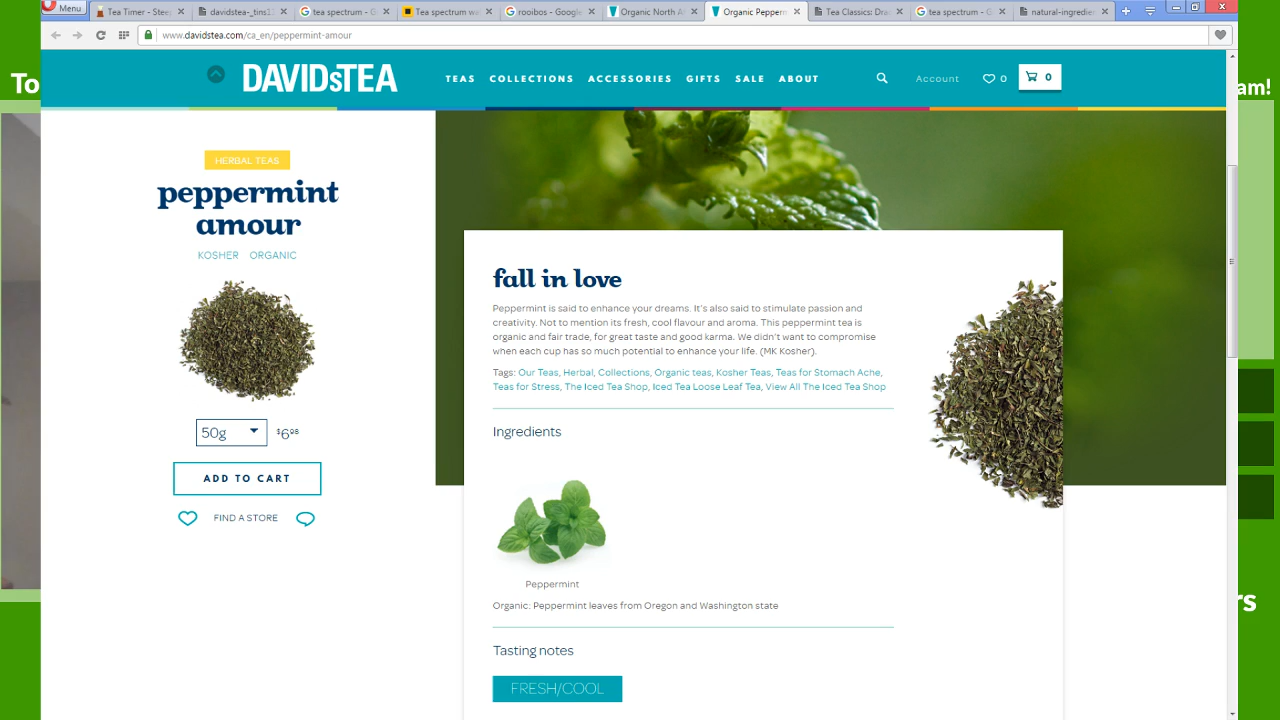 Menu
Tea Timer - Steep
davidstea-_tins1
tea spectrum - G
Tea spectrum wa
rooibos - Google
Organic North A
Organic Pepperm
Tea Classics: Dra
tea spectrum - G
natural-ingredie
www.davidstea.com/ca_en/peppermint-amour
To
am!
DAVIDsTEA
TEAS COLLECTIONS ACCESSORIES GIFTS SALE ABOUT
Account 0 0
HERBAL TEAS
peppermint
amour
KOSHER ORGANIC
50g $6.98
ADD TO CART
FIND A STORE
fall in love
Peppermint is said to enhance your dreams. It's also said to stimulate passion and
creativity. Not to mention its fresh, cool flavour and aroma. This peppermint tea is
organic and fair trade, for great taste and good karma. We didn't want to compromise
when each cup has so much potential to enhance your life. (MK Kosher).
Tags: Our Teas, Herbal, Collections, Organic teas, Kosher Teas, Teas for Stomach Ache,
Teas for Stress, The Iced Tea Shop, Iced Tea Loose Leaf Tea, View All The Iced Tea Shop
Ingredients
Peppermint
Organic: Peppermint leaves from Oregon and Washington state
rs
Tasting notes
FRESH/COOL